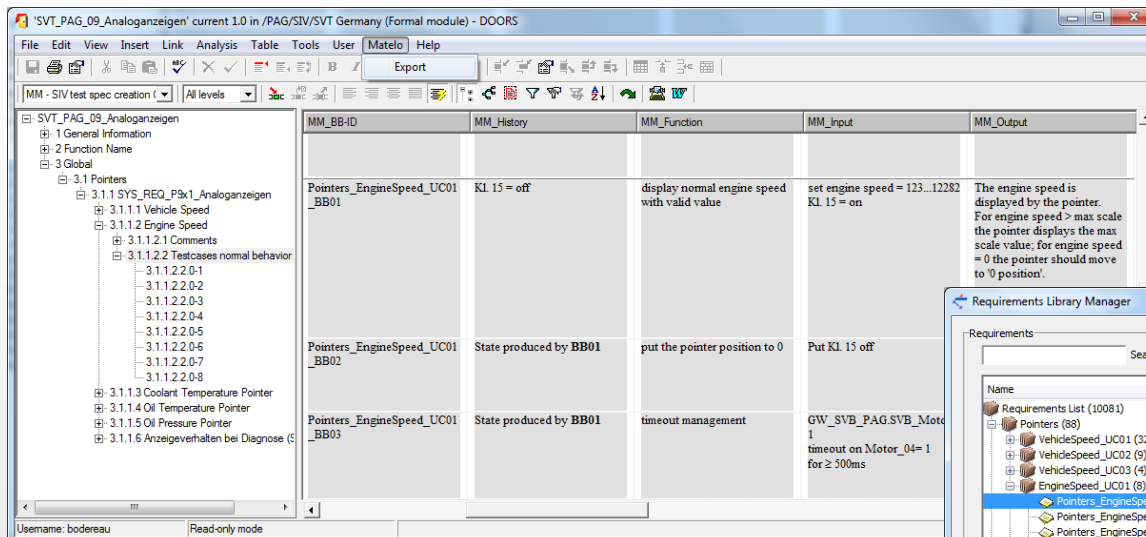 'SVT_PAG_09_Analoganzeigen' current 1.0 in /PAG/SIV/SVT Germany (Formal module) - DOORS
File Edit View Insert Link Analysis Table Tools User Matelo Help
Export
MM - SIV test spec creation (
All levels
SVT_PAG_09_Analoganzeigen
1 General Information
2 Function Name
3 Global
3.1 Pointers
3.1.1 SYS_REQ_P9x1_Analoganzeigen
3.1.1.1 Vehicle Speed
3.1.1.2 Engine Speed
3.1.1.2.1 Comments
3.1.1.2.2 Testcases normal behavior
3.1.1.2.2.0-1
3.1.1.2.2.0-2
3.1.1.2.2.0-3
3.1.1.2.2.0-4
3.1.1.2.2.0-5
3.1.1.2.2.0-6
3.1.1.2.2.0-7
3.1.1.2.2.0-8
3.1.1.3 Coolant Temperature Pointer
3.1.1.4 Oil Temperature Pointer
3.1.1.5 Oil Pressure Pointer
3.1.1.6 Anzeigeverhalten bei Diagnose (S
MM_BB-ID MM_History MM_Function MM_Input MM_Output
Pointers_EngineSpeed_UC01
_BB01
Kl. 15 = off
display normal engine speed
with valid value
set engine speed = 123...12282
Kl. 15 = on
The engine speed is
displayed by the pointer.
For engine speed > max scale
the pointer displays the max
scale value; for engine speed
= 0 the pointer should move
to '0 position'.
Pointers_EngineSpeed_UC01
_BB02
State produced by BB01
put the pointer position to 0
Put Kl. 15 off
Pointers_EngineSpeed_UC01
_BB03
State produced by BB01
timeout management
GW_SVB_PAG.SVB_Moto
1
timeout on Motor_04= 1
for ≥ 500ms
Requirements Library Manager
Requirements
Sea
Name
Requirements List (10081)
Pointers (88)
VehicleSpeed_UC01 (32
VehicleSpeed_UC02 (9)
VehicleSpeed_UC03 (4)
EngineSpeed_UC01 (8)
Pointers_EngineSpe
Pointers_EngineSpe
Pointers_EngineSpe
Username: bodereau
Read-only mode